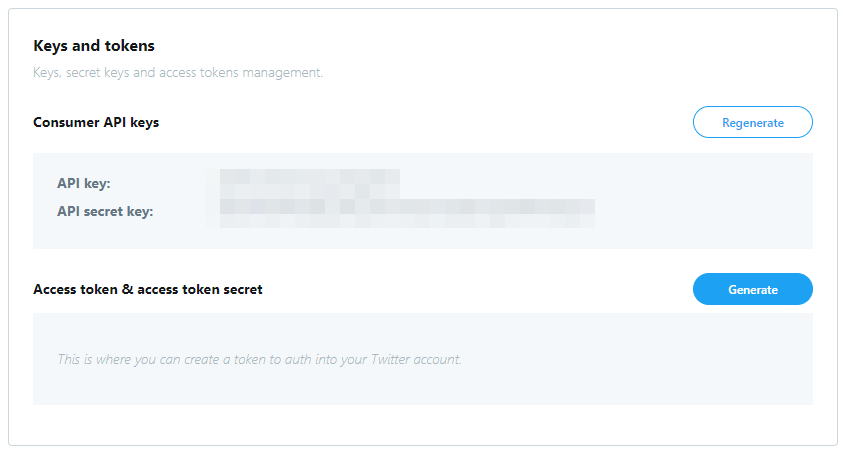 Keys and tokens
Keys, secret keys and access tokens management.
Consumer API keys
Regenerate
API key:
API secret key:
Access token & access token secret
Generate
This is where you can create a token to auth into your Twitter account.